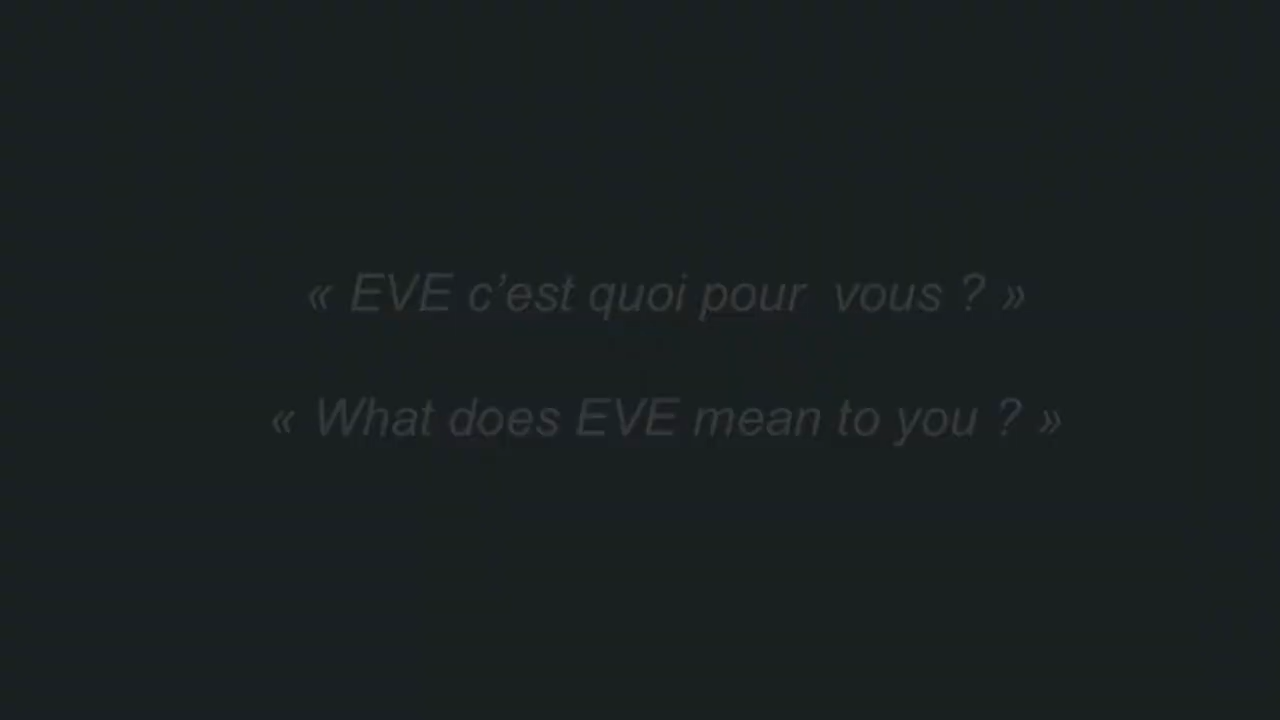 « EVE c’est quoi pour  vous ? »
« What does EVE mean to you ? »